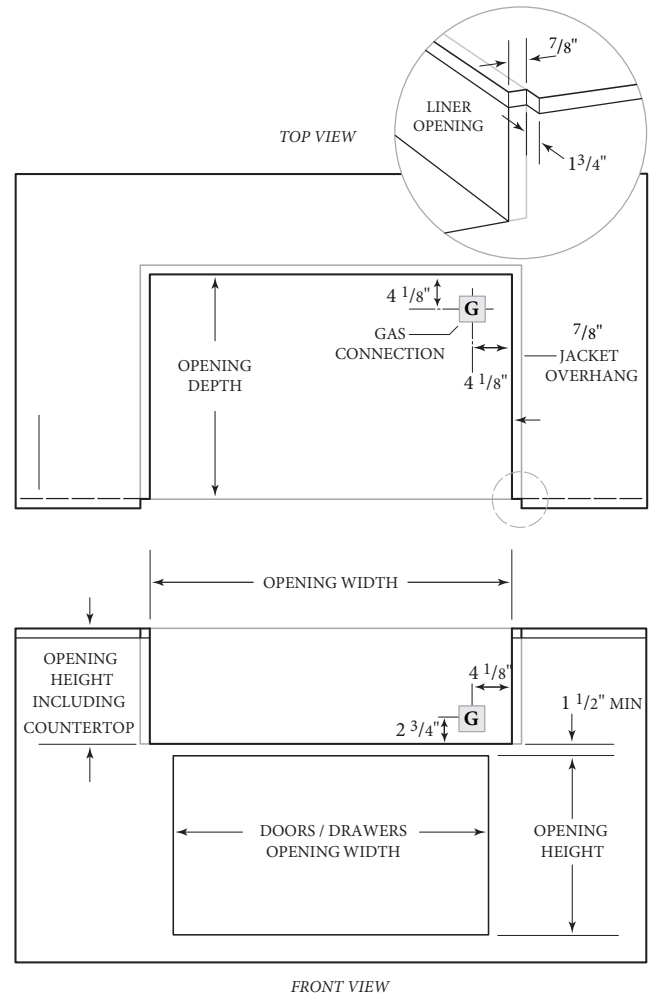 7/8"
LINER
OPENING
TOP VIEW
1 3/4"
4 1/8"
G
GAS
CONNECTION
7/8"
JACKET
OVERHANG
OPENING
DEPTH
4 1/8"
OPENING WIDTH
OPENING
HEIGHT
INCLUDING
COUNTERTOP
4 1/8"
G
2 3/4"
1 1/2" MIN
DOORS / DRAWERS
OPENING WIDTH
OPENING
HEIGHT
FRONT VIEW